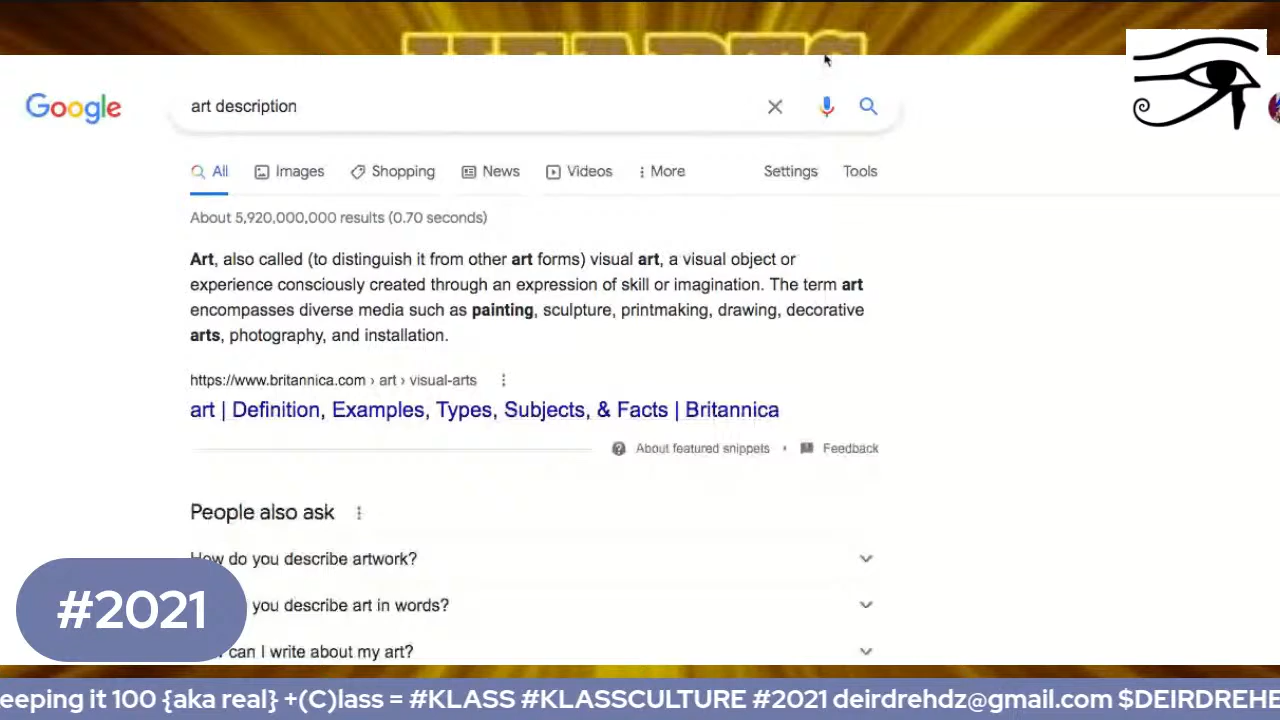 Google
art description
All
Images
Shopping
News
Videos
More
Settings
Tools
About 5,920,000,000 results (0.70 seconds)
Art, also called (to distinguish it from other art forms) visual art, a visual object or
experience consciously created through an expression of skill or imagination. The term art
encompasses diverse media such as painting, sculpture, printmaking, drawing, decorative
arts, photography, and installation.
https://www.britannica.com › art › visual-arts
art | Definition, Examples, Types, Subjects, & Facts | Britannica
About featured snippets
Feedback
People also ask
How do you describe artwork?
you describe art in words?
can I write about my art?
#2021
eeping it 100 {aka real} +(C)lass = #KLASS #KLASSCULTURE #2021 deirdrehdz@gmail.com $DEIRDREHE